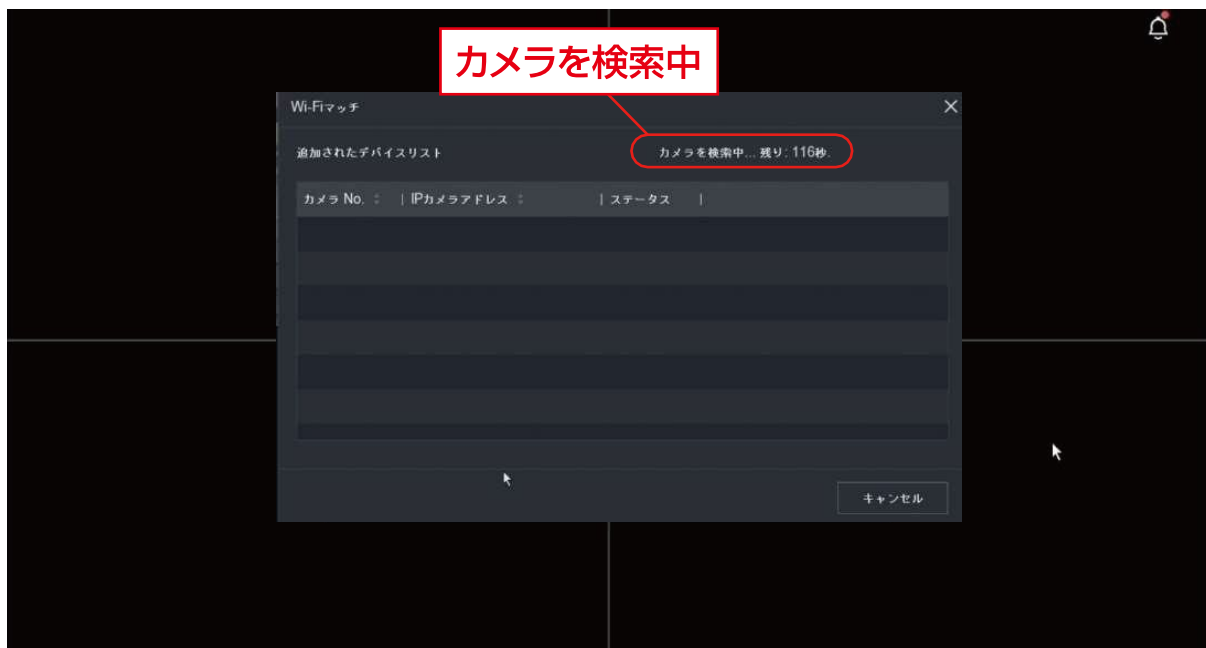 カメラを検索中
Wi-Fiマッチ
追加されたデバイスリスト
カメラを検索中... 残り: 116秒.
カメラ No. | IPカメラアドレス | ステータス |
キャンセル